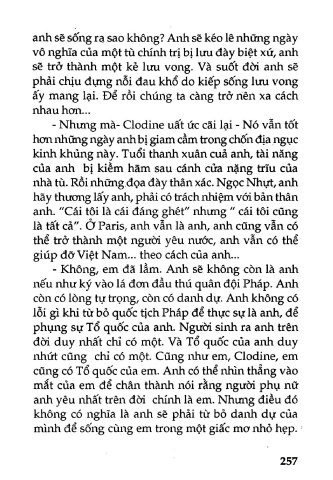 anh sẽ sống ra sao không? Anh sẽ kéo lê những ngày
vô nghĩa của một tù chính trị bị lưu đày biệt xứ, anh
sẽ trở thành một kẻ lưu vong. Và suốt đời anh sẽ
phải chịu đựng nỗi đau khổ do kiếp sống lưu vong
ấy mang lại. Để rồi chúng ta càng trở nên xa cách
nhau hơn...
- Nhưng mà- Clodine uất ức cãi lại - Nó vẫn tốt
hơn những ngày anh bị giam cầm trong chốn địa ngục
kinh khủng này. Tuổi thanh xuân cuả anh, tài năng
của anh bị kiềm hãm sau cánh cửa nặng trĩu của
nhà tù. Rồi những đọa đày thân xác. Ngọc Nhựt, anh
hãy thương lấy anh, phải có trách nhiệm với bản thân
anh. "Cái tôi là cái đáng ghét" nhưng " cái tôi cũng
là tất cả". Ở Paris, anh vẫn là anh, anh cũng vẫn có
thể trở thành một người yêu nước, anh vẫn có thể
giúp đỡ Việt Nam... theo cách của anh...
- Không, em đã lầm. Anh sẽ không còn là anh
nếu như ký vào lá đơn đầu thú quân đội Pháp. Anh
còn có lòng tự trọng, còn có danh dự. Anh không có
lỗi gì khi từ bỏ quốc tịch Pháp để thực sự là anh, để
phụng sự Tổ quốc của anh. Người sinh ra anh trên
đời duy nhất chỉ có một. Và Tổ quốc của anh duy
nhứt cũng chỉ có một. Cũng như em, Clodine, em
cũng có Tổ quốc của em. Anh có thể nhìn thẳng vào
mắt của em để chân thành nói rằng người phụ nữ
anh yêu nhất trên đời chính là em. Nhưng điều đó
không có nghĩa là anh sẽ phải từ bỏ danh dự của
mình để sống cùng em trong một giấc mơ nhỏ hẹp.
257